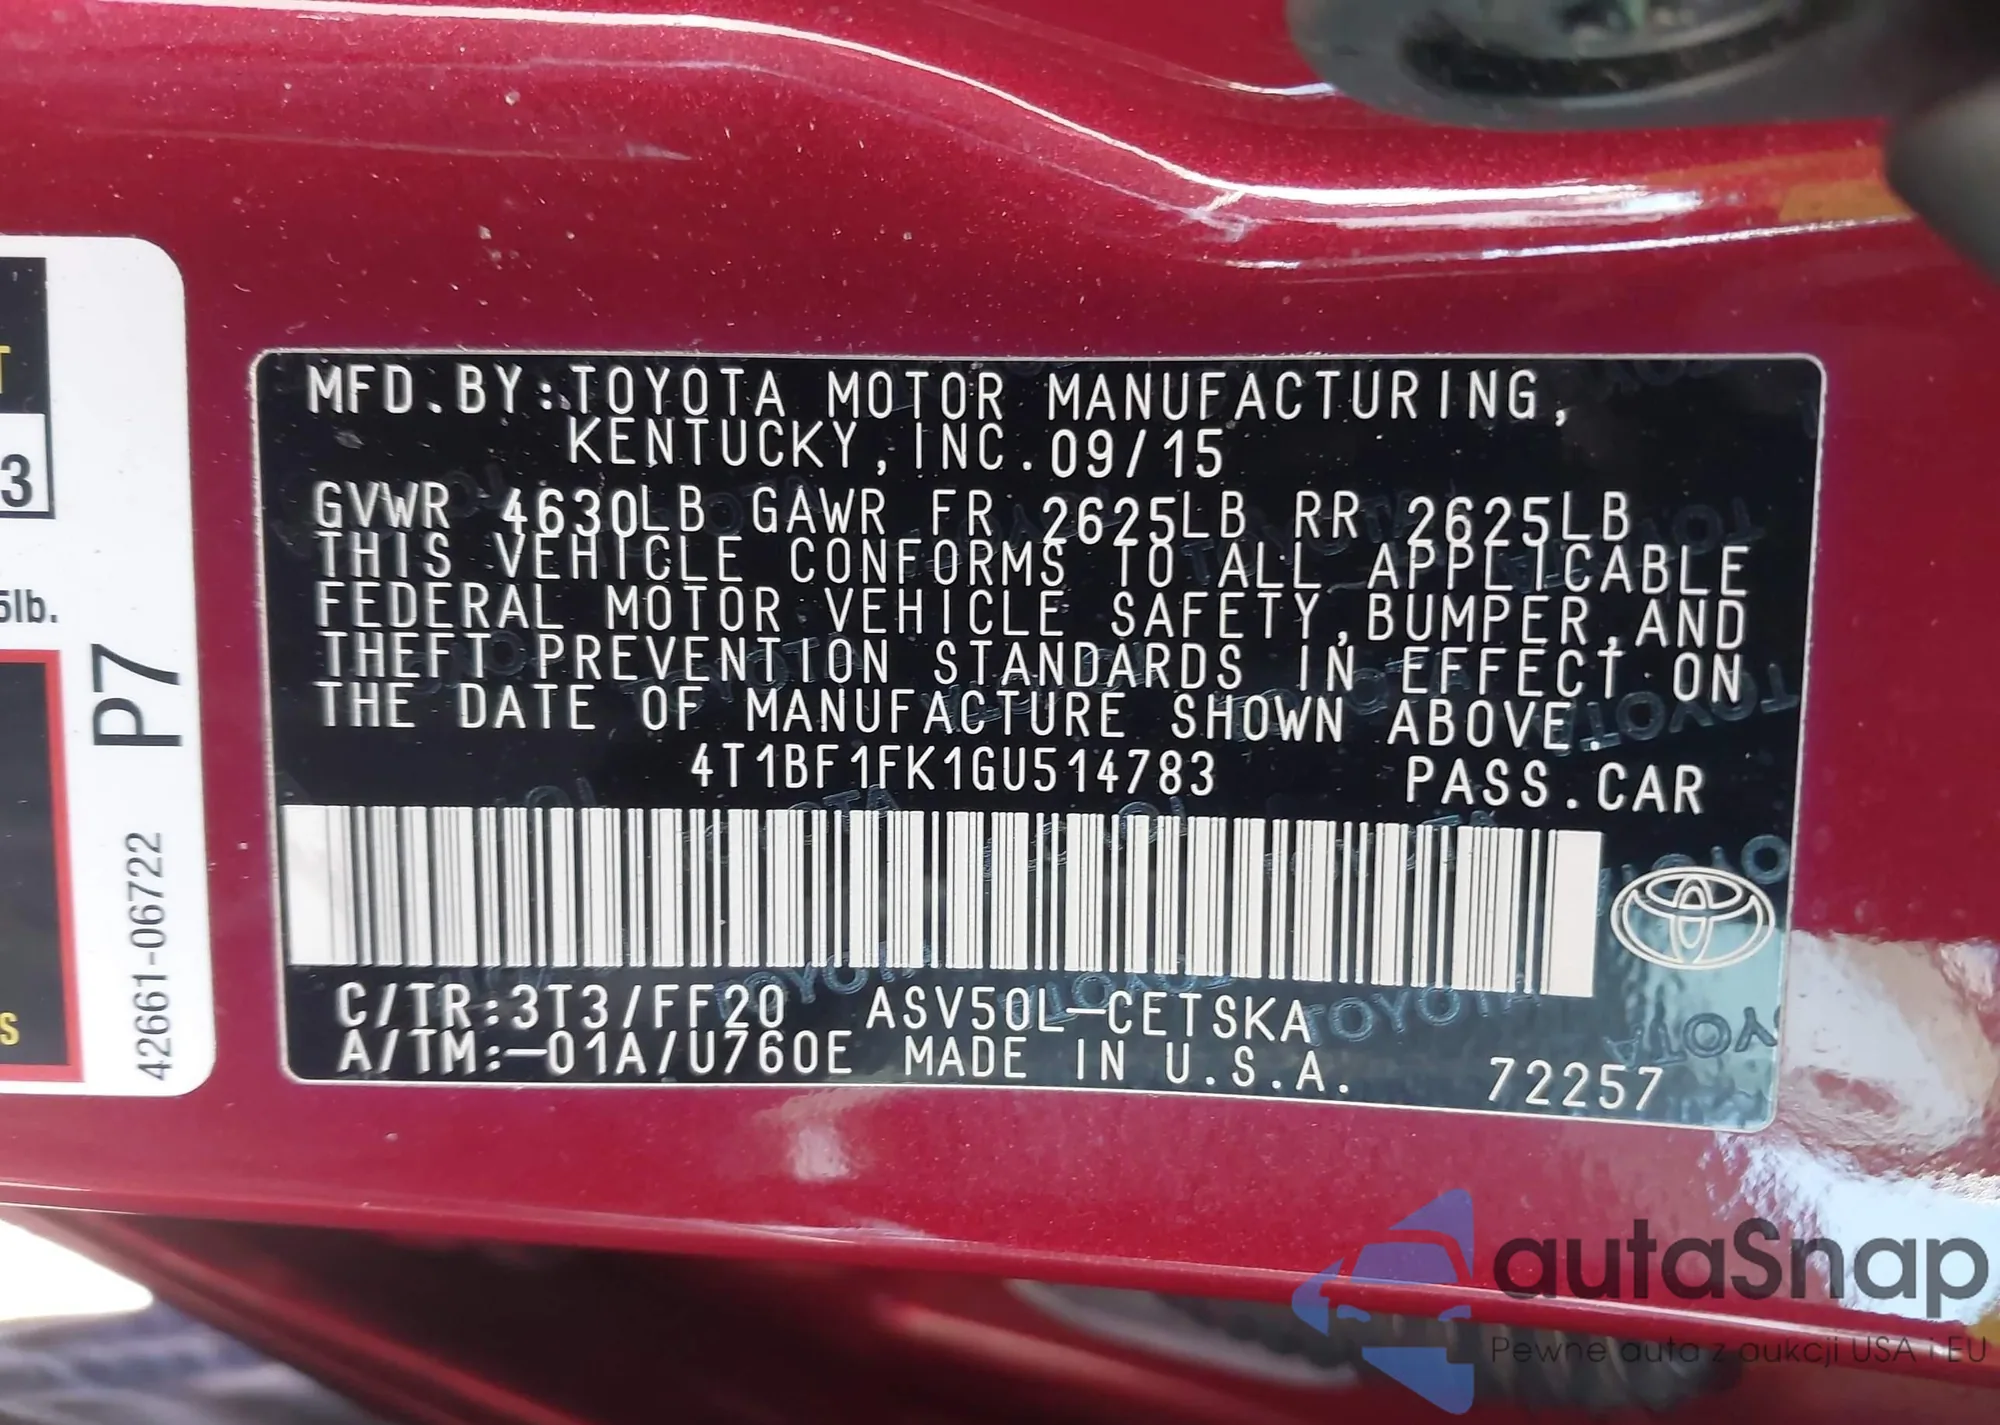 MFD.BY:TOYOTA MOTOR MANUFACTURING,
KENTUCKY,INC.09/15
GVWR 4630LB GAWR FR 2625LB RR 2625LB
THIS VEHICLE CONFORMS TO ALL APPLICABLE
FEDERAL MOTOR VEHICLE SAFETY,BUMPER,AND
THEFT PREVENTION STANDARDS IN EFFECT ON
THE DATE OF MANUFACTURE SHOWN ABOVE.
4T1BF1FK1GU514783 PASS.CAR
C/TR:3T3/FF20 ASV50L-CETSKA
A/TM:-01A/U760E MADE IN U.S.A. 72257
T
3
5lb.
S
P7
42661-06722
autaSnap
Pewne auta z aukcji USA i EU